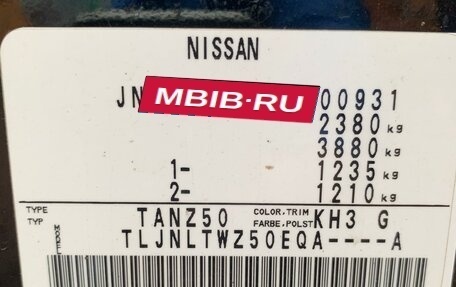 NISSAN
JN MBIB-RU 00931
2380 kg
3880 kg
1- 1235 kg
2- 1210 kg
TYPE TYP TANZ50 COLOR,TRIM FARBE,POLST KH3 G
MODEL TLJNLTWZ50EQA----A